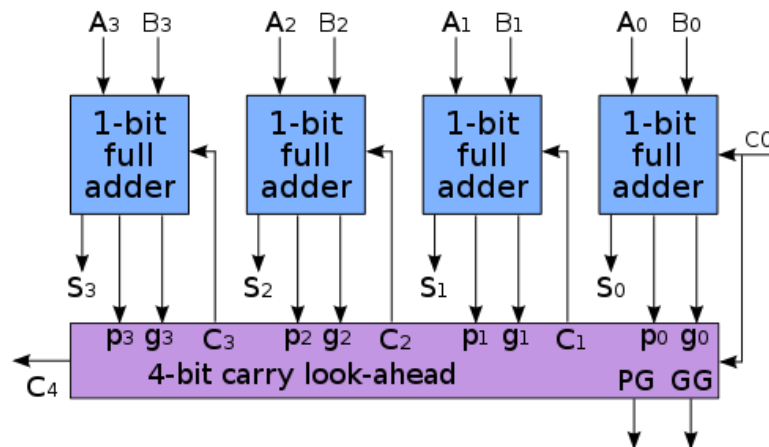 A3 B3 A2 B2 A1 B1 A0 B0
1-bit full adder
1-bit full adder
1-bit full adder
1-bit full adder
C0
S3 S2 S1 S0
p3 g3 C3 p2 g2 C2 p1 g1 C1 p0 g0
C4
4-bit carry look-ahead
PG GG